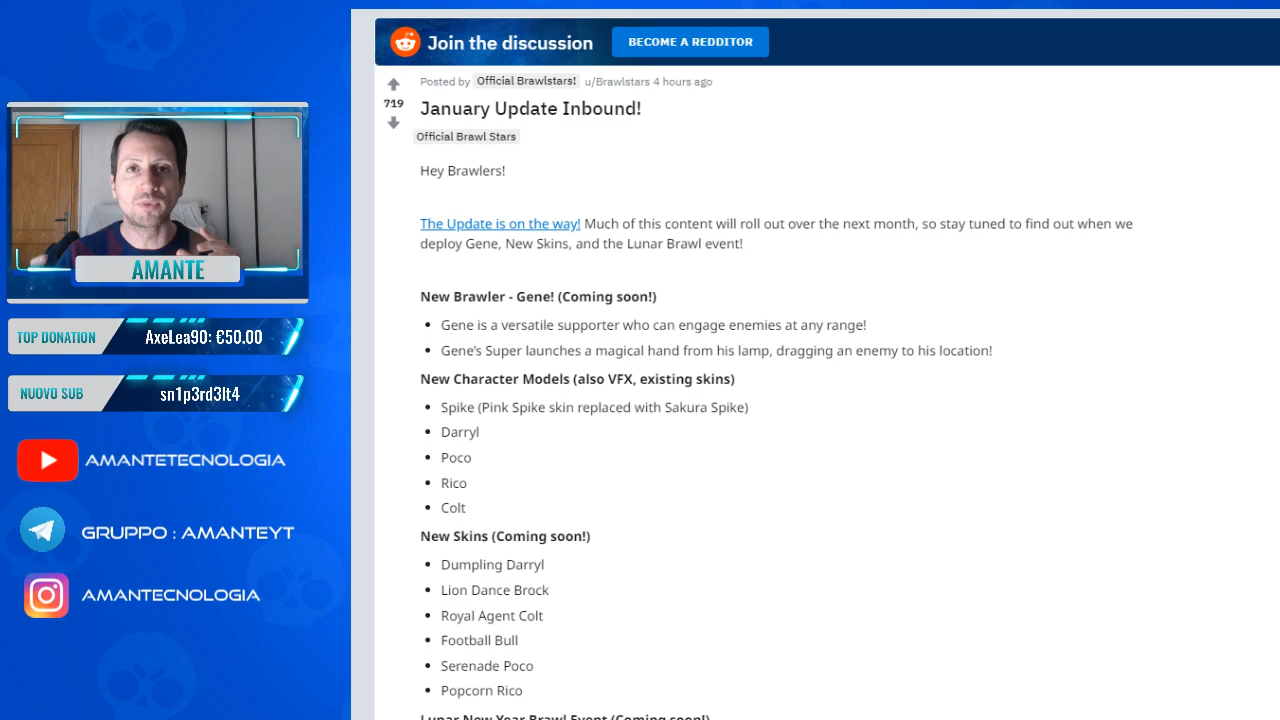 Join the discussion
BECOME A REDDITOR
Posted by Official Brawlstars! u/Brawlstars 4 hours ago
719
January Update Inbound!
Official Brawl Stars
Hey Brawlers!
The Update is on the way! Much of this content will roll out over the next month, so stay tuned to find out when we
deploy Gene, New Skins, and the Lunar Brawl event!
New Brawler - Gene! (Coming soon!)
Gene is a versatile supporter who can engage enemies at any range!
Gene's Super launches a magical hand from his lamp, dragging an enemy to his location!
New Character Models (also VFX, existing skins)
Spike (Pink Spike skin replaced with Sakura Spike)
Darryl
Poco
Rico
Colt
New Skins (Coming soon!)
Dumpling Darryl
Lion Dance Brock
Royal Agent Colt
Football Bull
Serenade Poco
Popcorn Rico
Lunar New Year Brawl Event (Coming soon!)
AMANTE
TOP DONATION AxeLea90: €50.00
NUOVO SUB sn1p3rd3lt4
AMANTETECNOLOGIA
GRUPPO : AMANTEYT
AMANTECNOLOGIA